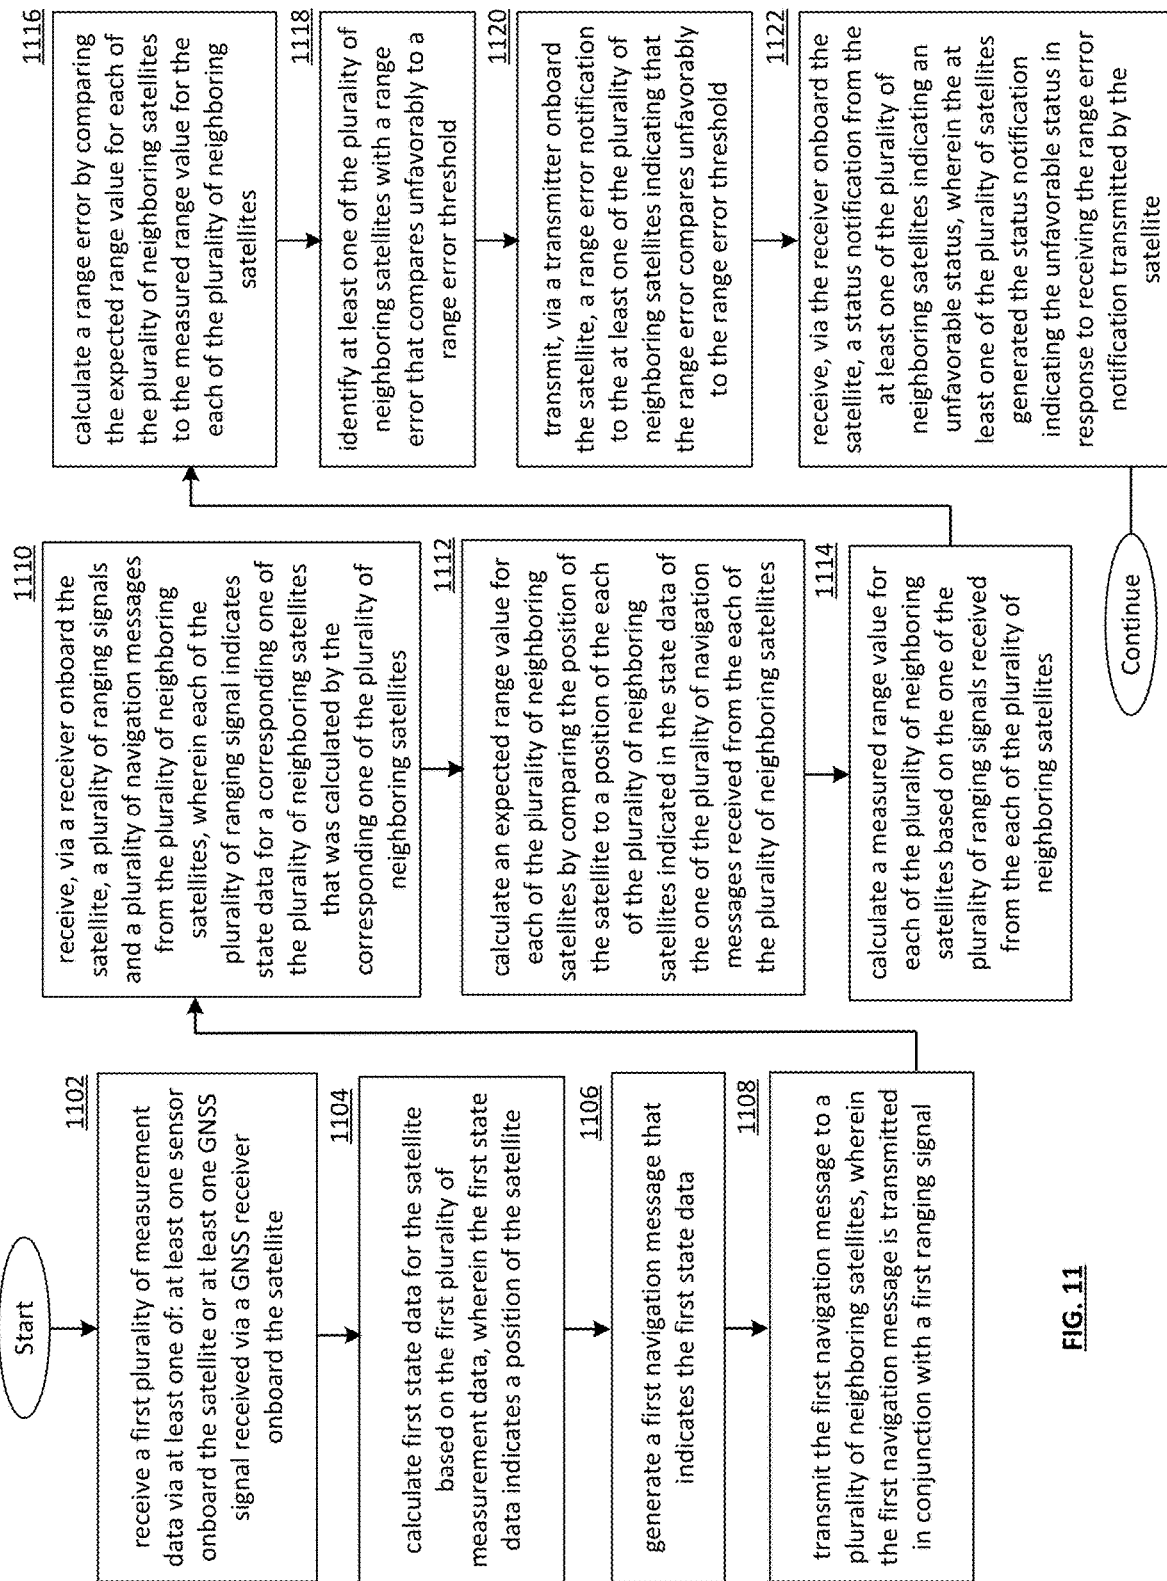 Start
1102
receive a first plurality of measurement
data via at least one of: at least one sensor
onboard the satellite or at least one GNSS
signal received via a GNSS receiver
onboard the satellite
1104
calculate first state data for the satellite
based on the first plurality of
measurement data, wherein the first state
data indicates a position of the satellite
1106
generate a first navigation message that
indicates the first state data
1108
transmit the first navigation message to a
plurality of neighboring satellites, wherein
the first navigation message is transmitted
in conjunction with a first ranging signal
1110
receive, via a receiver onboard the
satellite, a plurality of ranging signals
and a plurality of navigation messages
from the plurality of neighboring
satellites, wherein each of the
plurality of ranging signal indicates
state data for a corresponding one of
the plurality of neighboring satellites
that was calculated by the
corresponding one of the plurality of
neighboring satellites
1112
calculate an expected range value for
each of the plurality of neighboring
satellites by comparing the position of
the satellite to a position of the each
of the plurality of neighboring
satellites indicated in the state data of
the one of the plurality of navigation
messages received from the each of
the plurality of neighboring satellites
1114
calculate a measured range value for
each of the plurality of neighboring
satellites based on the one of the
plurality of ranging signals received
from the each of the plurality of
neighboring satellites
1116
calculate a range error by comparing
the expected range value for each of
the plurality of neighboring satellites
to the measured range value for the
each of the plurality of neighboring
satellites
1118
identify at least one of the plurality of
neighboring satellites with a range
error that compares unfavorably to a
range error threshold
1120
transmit, via a transmitter onboard
the satellite, a range error notification
to the at least one of the plurality of
neighboring satellites indicating that
the range error compares unfavorably
to the range error threshold
1122
receive, via the receiver onboard the
satellite, a status notification from the
at least one of the plurality of
neighboring satellites indicating an
unfavorable status, wherein the at
least one of the plurality of satellites
generated the status notification
indicating the unfavorable status in
response to receiving the range error
notification transmitted by the
satellite
Continue
FIG. 11